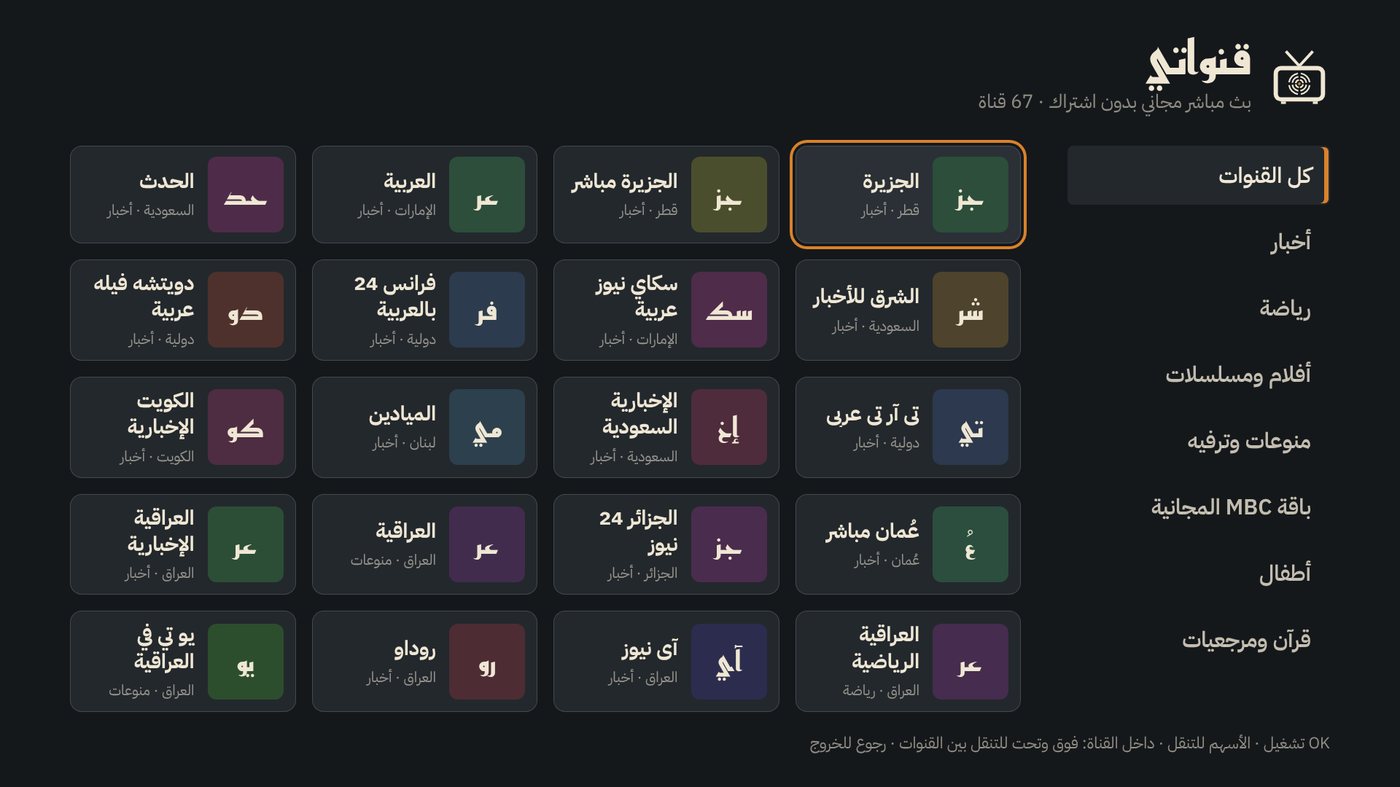 قنواتي
بث مباشر مجاني بدون اشتراك · 67 قناة
كل القنوات
أخبار
رياضة
أفلام ومسلسلات
منوعات وترفيه
باقة MBC المجانية
أطفال
قرآن ومرجعيات
جز
الجزيرة
قطر · أخبار
جز
الجزيرة مباشر
قطر · أخبار
عر
العربية
الإمارات · أخبار
حد
الحدث
السعودية · أخبار
شر
الشرق للأخبار
السعودية · أخبار
سك
سكاي نيوز
عربية
الإمارات · أخبار
فر
فرانس 24
بالعربية
دولية · أخبار
دو
دويتشه فيله
عربية
دولية · أخبار
تي
تي آر تي عربي
دولية · أخبار
إخ
الإخبارية
السعودية
السعودية · أخبار
مي
الميادين
لبنان · أخبار
كو
الكويت
الإخبارية
الكويت · أخبار
عُ
عُمان مباشر
عُمان · أخبار
جز
الجزائر 24
نيوز
الجزائر · أخبار
عر
العراقية
العراق · منوعات
عر
العراقية
الإخبارية
العراق · أخبار
عر
العراقية
الرياضية
العراق · رياضة
آي
آي نيوز
العراق · أخبار
رو
روداو
العراق · أخبار
يو
يو تي في
العراقية
العراق · منوعات
OK تشغيل · الأسهم للتنقل · داخل القناة: فوق وتحت للتنقل بين القنوات · رجوع للخروج